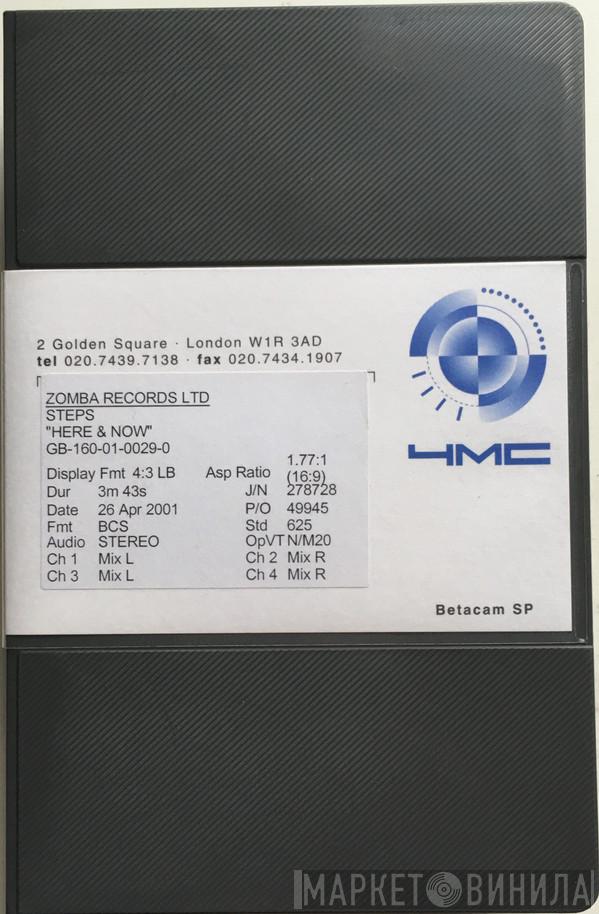 2 Golden Square · London W1R 3AD
tel 020.7439.7138 · fax 020.7434.1907
4MC
ZOMBA RECORDS LTD
STEPS
"HERE & NOW"
GB-160-01-0029-0
Display Fmt 4:3 LB Asp Ratio 1.77:1 (16:9)
Dur 3m 43s J/N 278728
Date 26 Apr 2001 P/O 49945
Fmt BCS Std 625
Audio STEREO OpVT N/M20
Ch 1 Mix L Ch 2 Mix R
Ch 3 Mix L Ch 4 Mix R
Betacam SP
МАРКЕТ ВИНИЛА